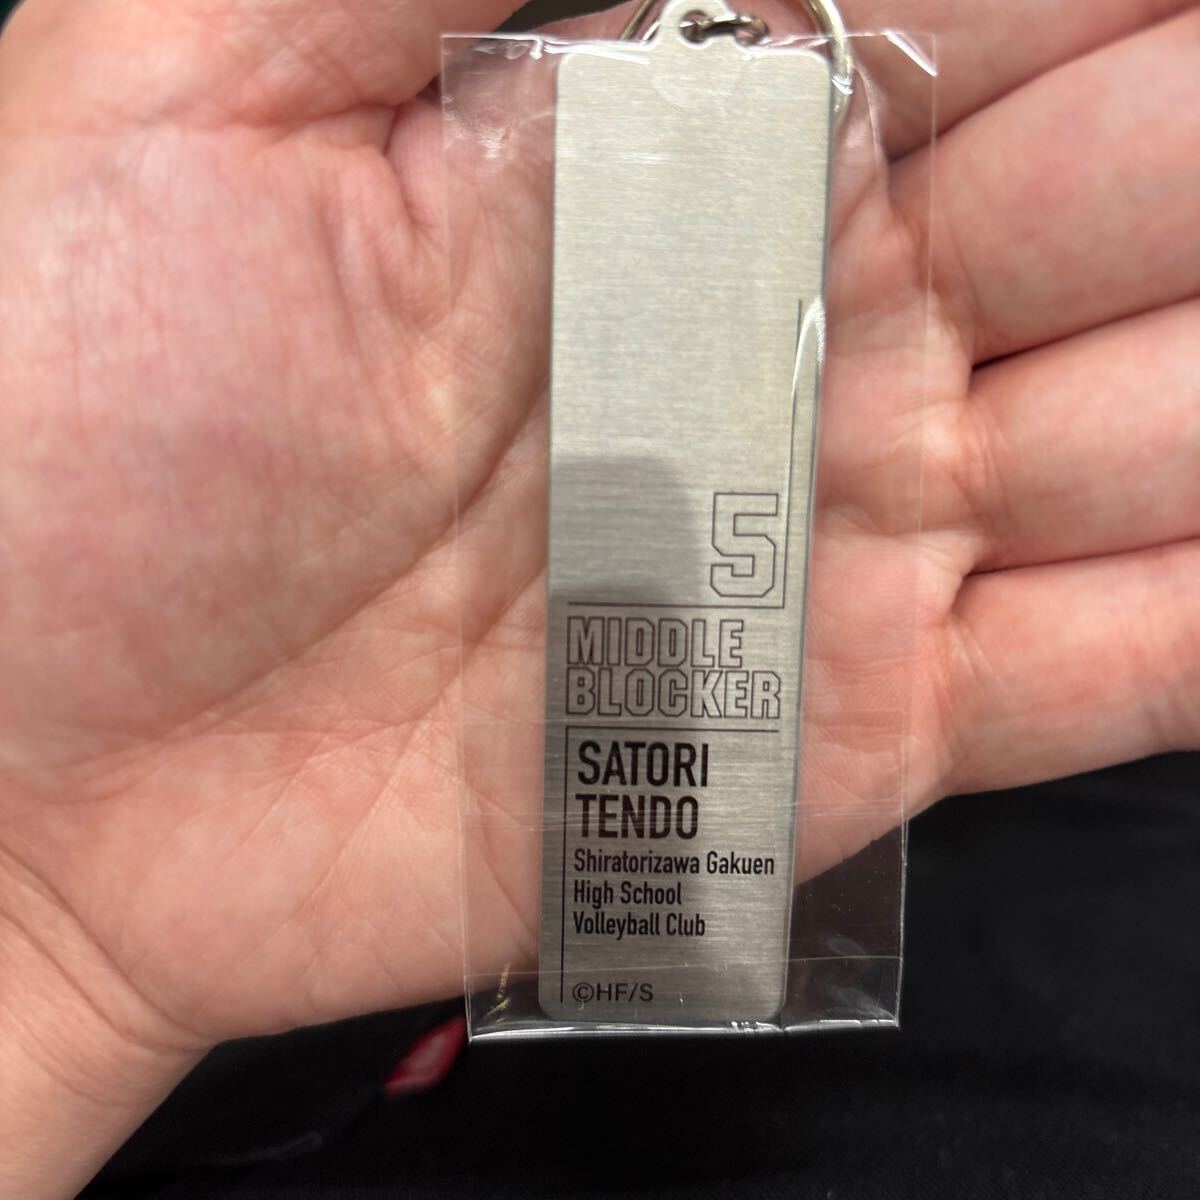 5
MIDDLE
BLOCKER
SATORI
TENDO
Shiratorizawa Gakuen
High School
Volleyball Club
©HF/S